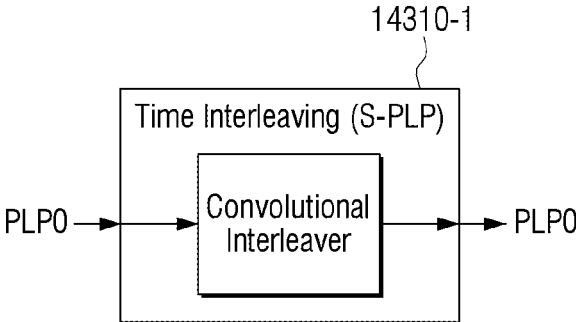 14310-1
Time Interleaving (S-PLP)
PLP0
Convolutional
Interleaver
PLP0